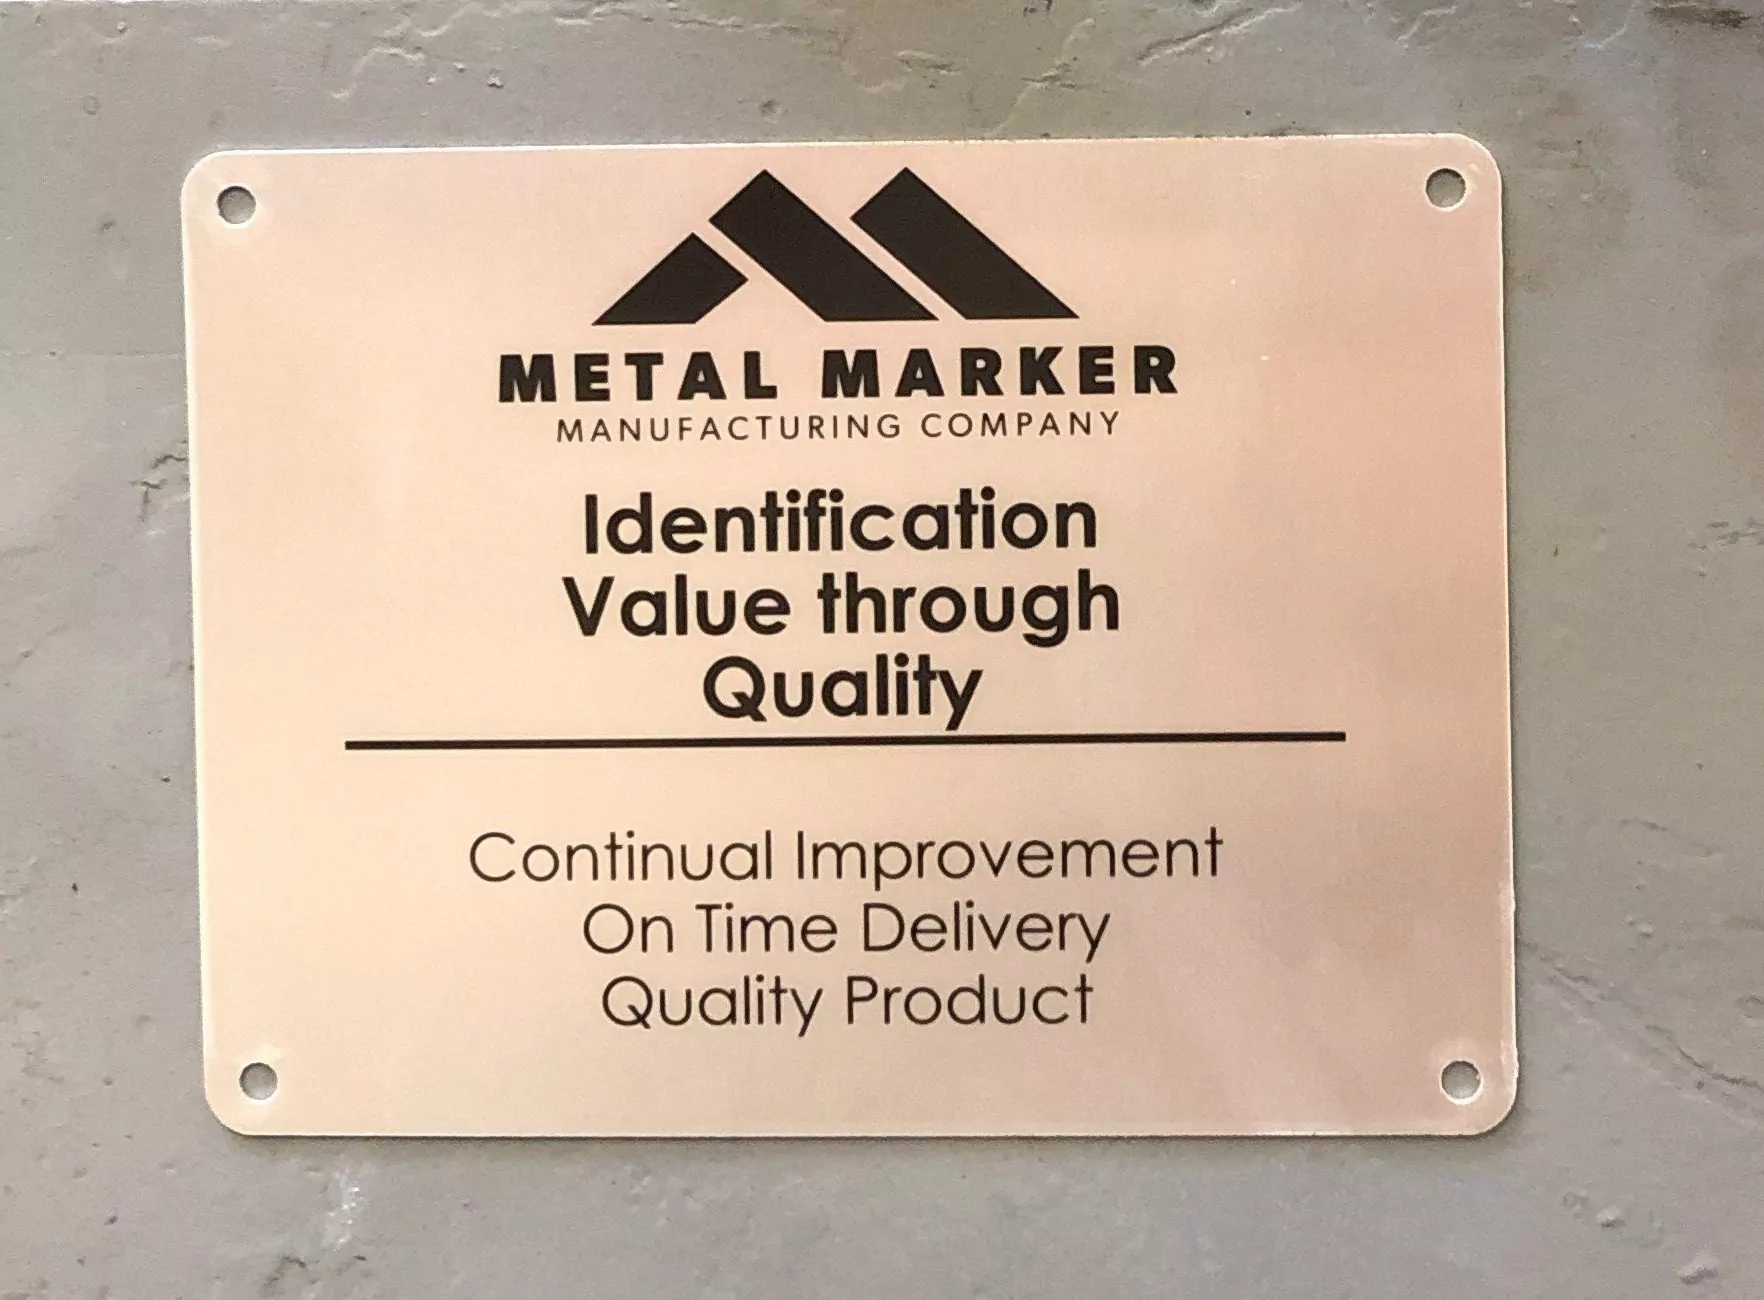 METAL MARKER
MANUFACTURING COMPANY
Identification
Value through
Quality
Continual Improvement
On Time Delivery
Quality Product